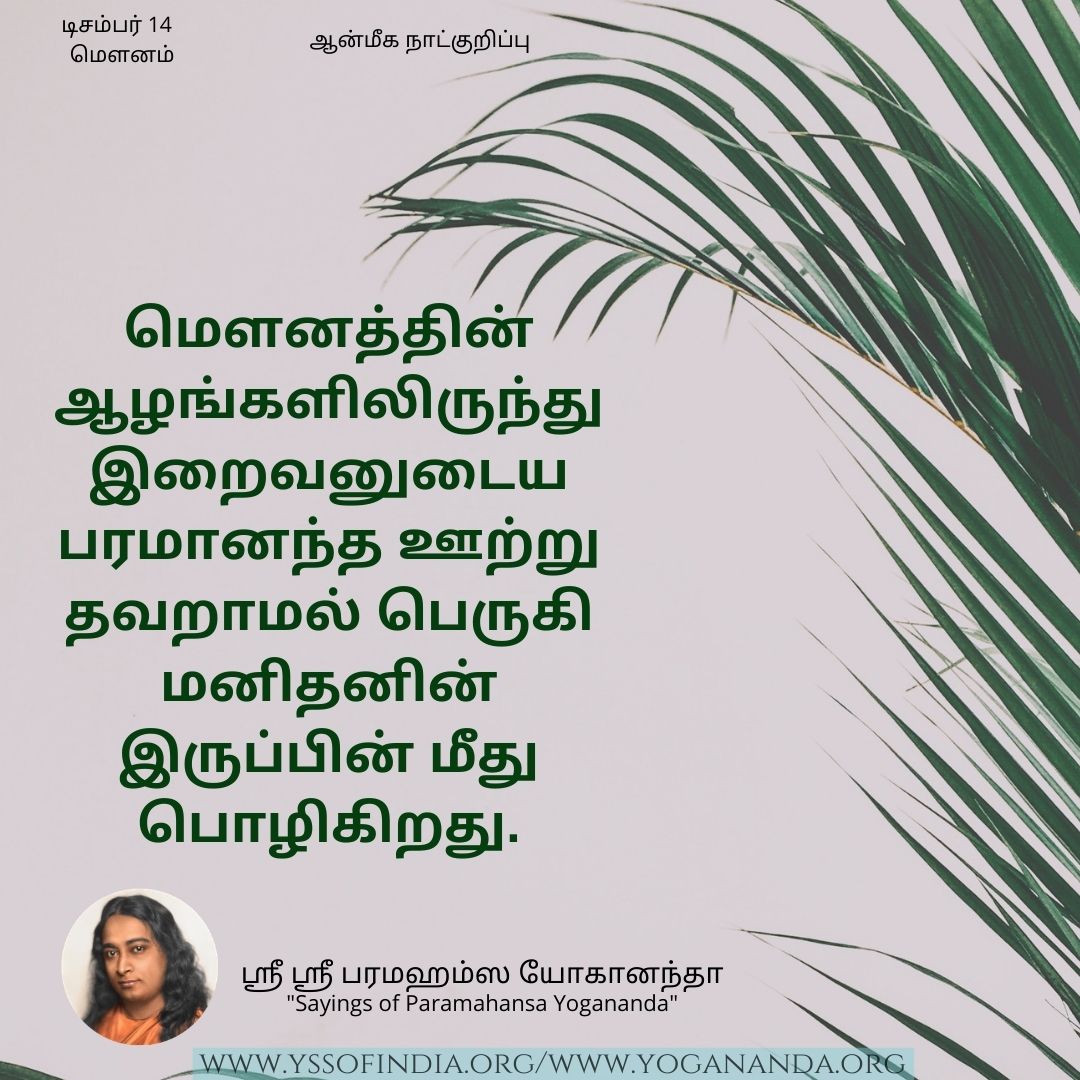 டிசம்பர் 14
மௌனம்
ஆன்மீக நாட்குறிப்பு
மௌனத்தின்
ஆழங்களிலிருந்து
இறைவனுடைய
பரமானந்த ஊற்று
தவறாமல் பெருகி
மனிதனின்
இருப்பின் மீது
பொழிகிறது.
ஸ்ரீ ஸ்ரீ பரமஹம்ஸ யோகானந்தா
"Sayings of Paramahansa Yogananda"
WWW.YSSOFINDIA.ORG/WWW.YOGANANDA.ORG